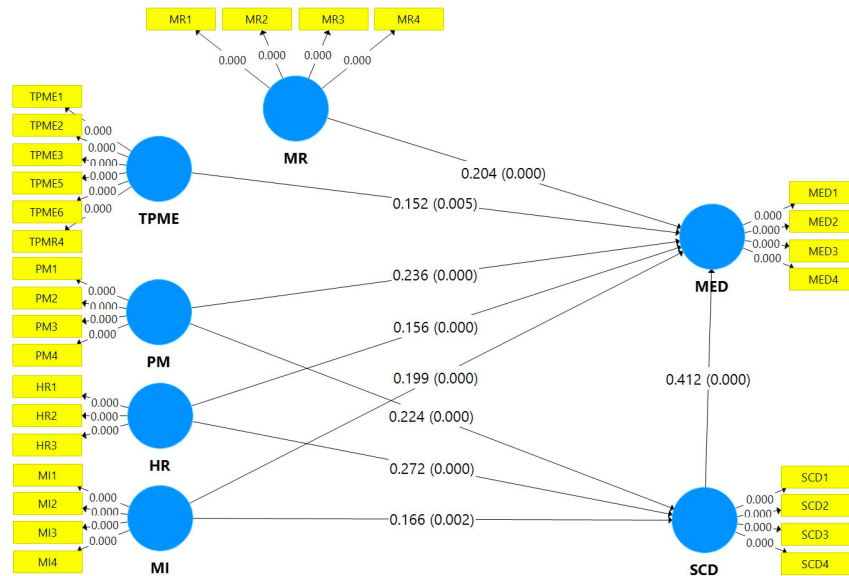 MR1 MR2 MR3 MR4
0.000 0.000 0.000 0.000
MR
TPME1
TPME2
TPME3
TPME5
TPME6
TPMR4
0.000
0.000
0.000
0.000
0.000
0.000
TPME
PM1
PM2
PM3
PM4
0.000
0.000
0.000
0.000
PM
HR1
HR2
HR3
0.000
0.000
0.000
HR
MI1
MI2
MI3
MI4
0.000
0.000
0.000
0.000
MI
0.204 (0.000)
0.152 (0.005)
0.236 (0.000)
0.156 (0.000)
0.199 (0.000)
0.224 (0.000)
0.272 (0.000)
0.166 (0.002)
0.412 (0.000)
MED
0.000
0.000
0.000
0.000
MED1
MED2
MED3
MED4
SCD
0.000
0.000
0.000
0.000
SCD1
SCD2
SCD3
SCD4